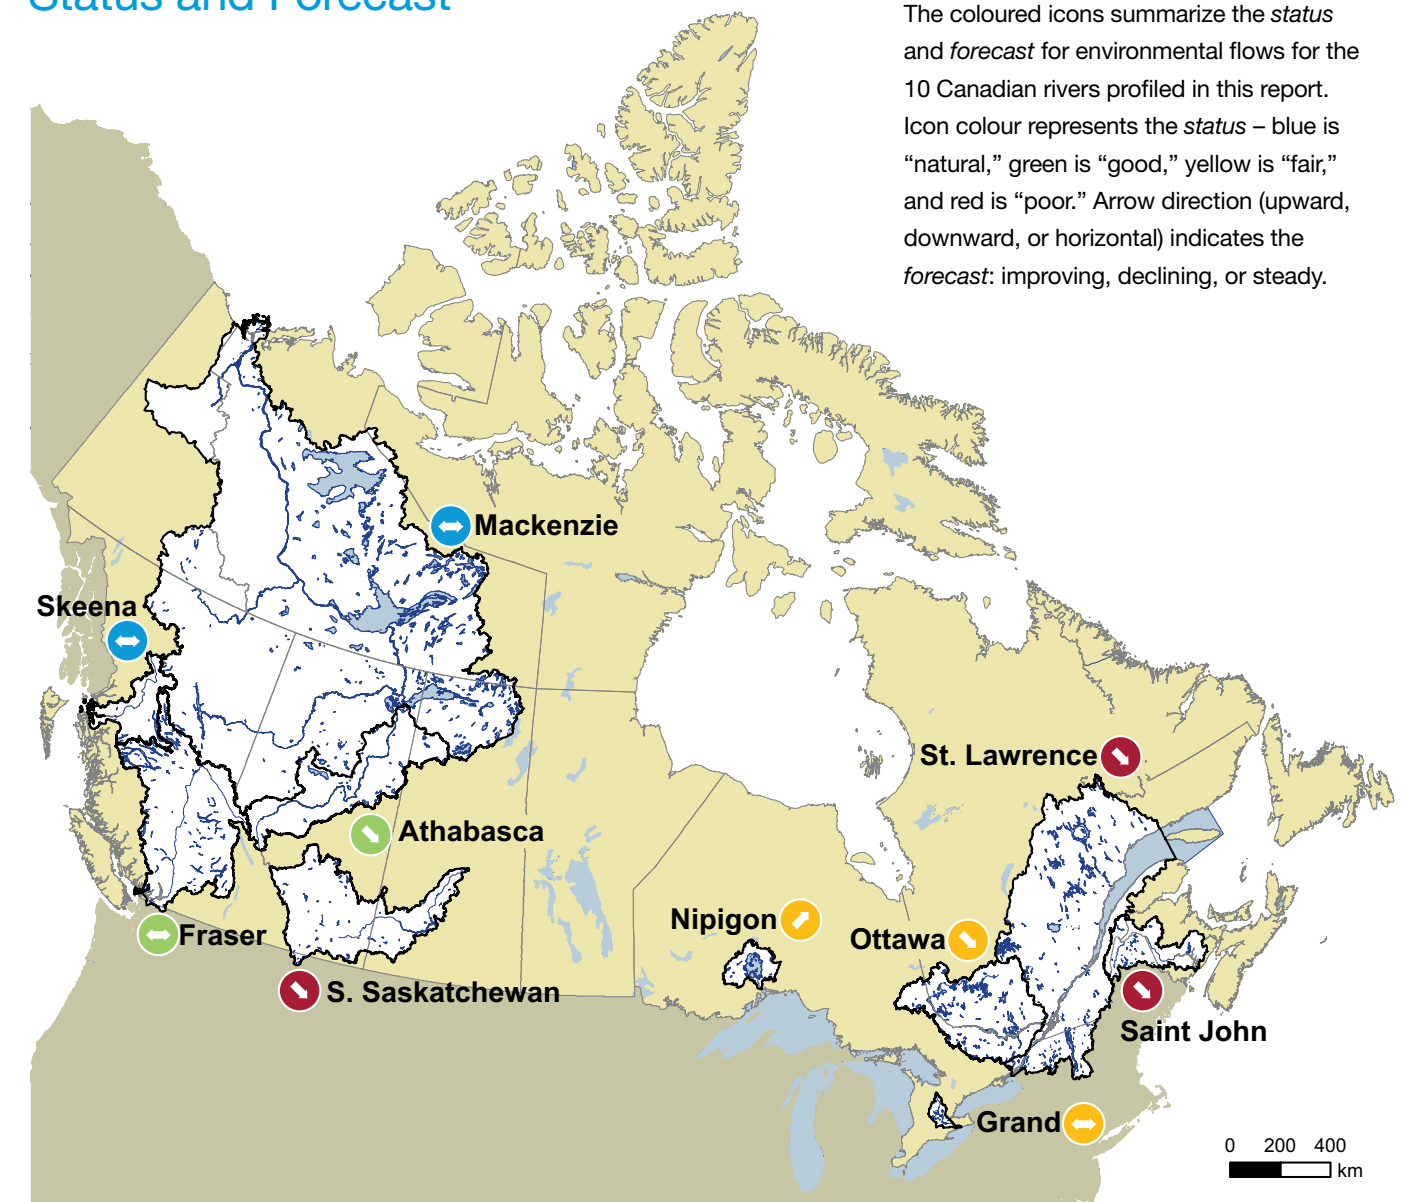 Status and Forecast
The coloured icons summarize the status
and forecast for environmental flows for the
10 Canadian rivers profiled in this report.
Icon colour represents the status – blue is
“natural,” green is “good,” yellow is “fair,”
and red is “poor.” Arrow direction (upward,
downward, or horizontal) indicates the
forecast: improving, declining, or steady.
Mackenzie
Skeena
St. Lawrence
Athabasca
Nipigon
Ottawa
Fraser
S. Saskatchewan
Saint John
Grand
0 200 400
km